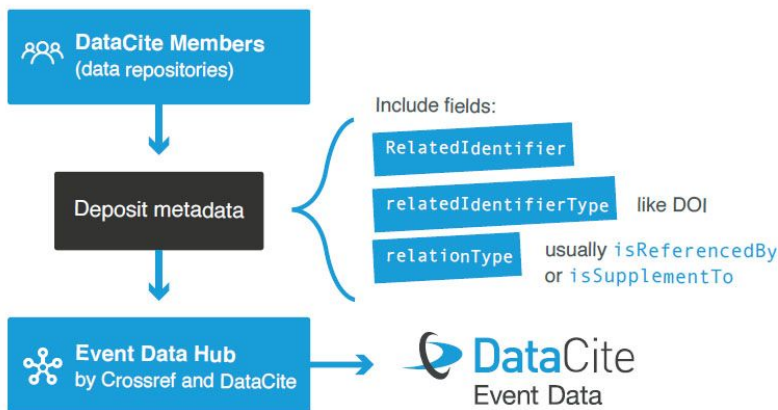 DataCite Members
(data repositories)
Include fields:
RelatedIdentifier
Deposit metadata
relatedIdentifierType like DOI
relationType usually isReferencedBy
or isSupplementTo
Event Data Hub
by Crossref and DataCite
DataCite
Event Data